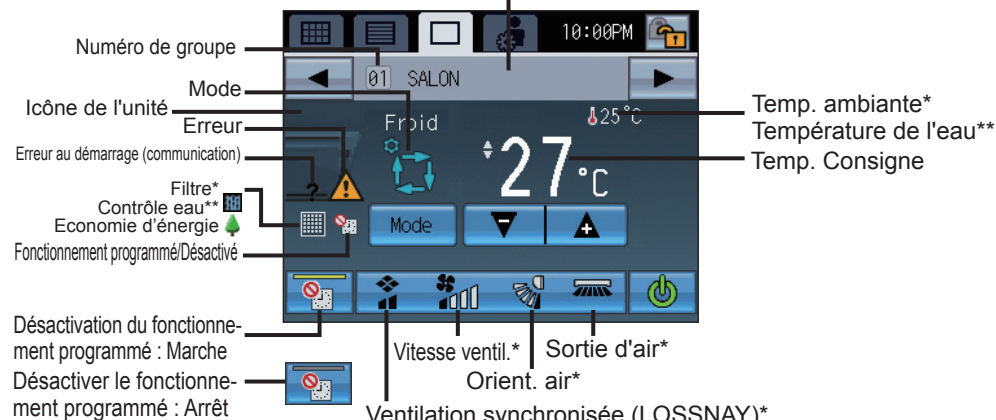 10:00PM
Numéro de groupe
01 SALON
Mode
Icône de l'unité
Froid
25°C
Temp. ambiante*
Température de l'eau**
Erreur
27°C
Temp. Consigne
Erreur au démarrage (communication)
?
Filtre*
Contrôle eau**
Economie d'énergie
Mode
Fonctionnement programmé/Désactivé
Désactivation du fonctionne-
ment programmé : Marche
Vitesse ventil.*
Sortie d'air*
Désactiver le fonctionne-
ment programmé : Arrêt
Orient. air*
Ventilation synchronisée (LOSSNAY)*